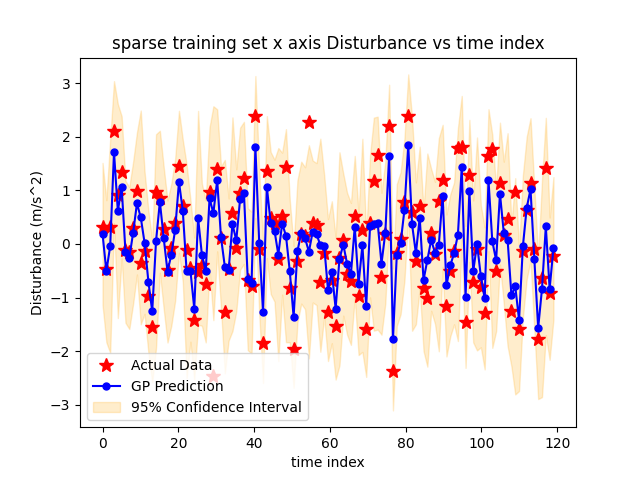 sparse training set x axis Disturbance vs time index
Disturbance (m/s^2)
3
2
1
0
−1
−2
−3
Actual Data
GP Prediction
95% Confidence Interval
0 20 40 60 80 100 120
time index